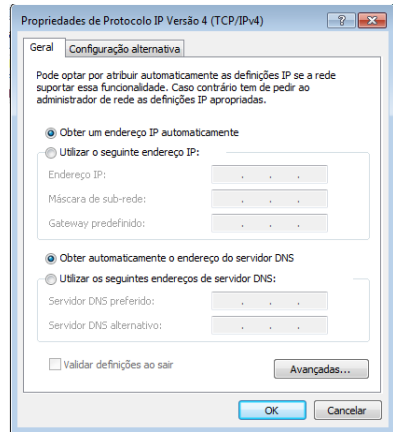 Propriedades de Protocolo IP Versão 4 (TCP/IPv4)
Geral
Configuração alternativa
Pode optar por atribuir automaticamente as definições IP se a rede
suportar essa funcionalidade. Caso contrário tem de pedir ao
administrador de rede as definições IP apropriadas.
Obter um endereço IP automaticamente
Utilizar o seguinte endereço IP:
Endereço IP:
Máscara de sub-rede:
Gateway predefinido:
Obter automaticamente o endereço do servidor DNS
Utilizar os seguintes endereços de servidor DNS:
Servidor DNS preferido:
Servidor DNS alternativo:
Validar definições ao sair
Avançadas...
OK
Cancelar